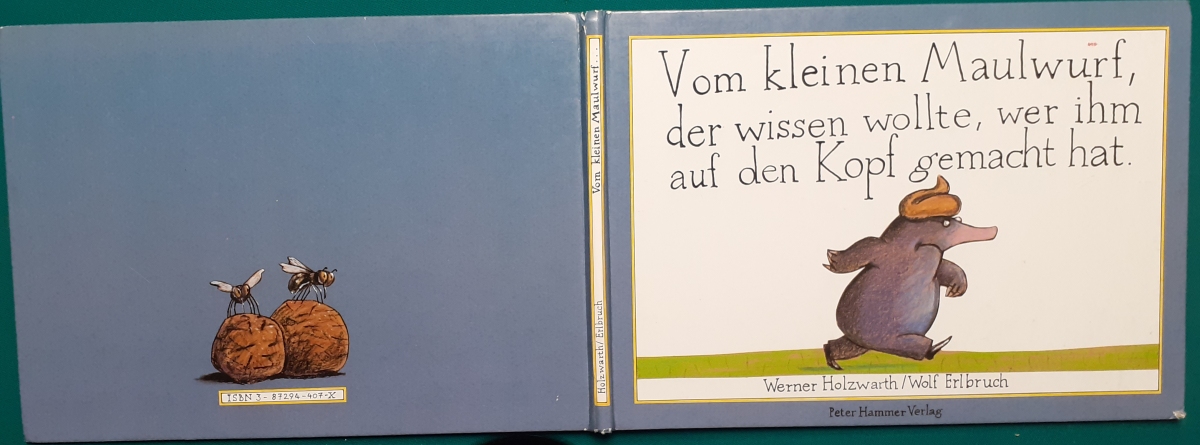 Vom kleinen Maulwurf,
der wissen wollte, wer ihm
auf den Kopf gemacht hat.
Werner Holzwarth/Wolf Erlbruch
Peter Hammer Verlag
Holzwarth/Erlbruch
Vom kleinen Maulwurf...
ISBN 3-87294-407-X